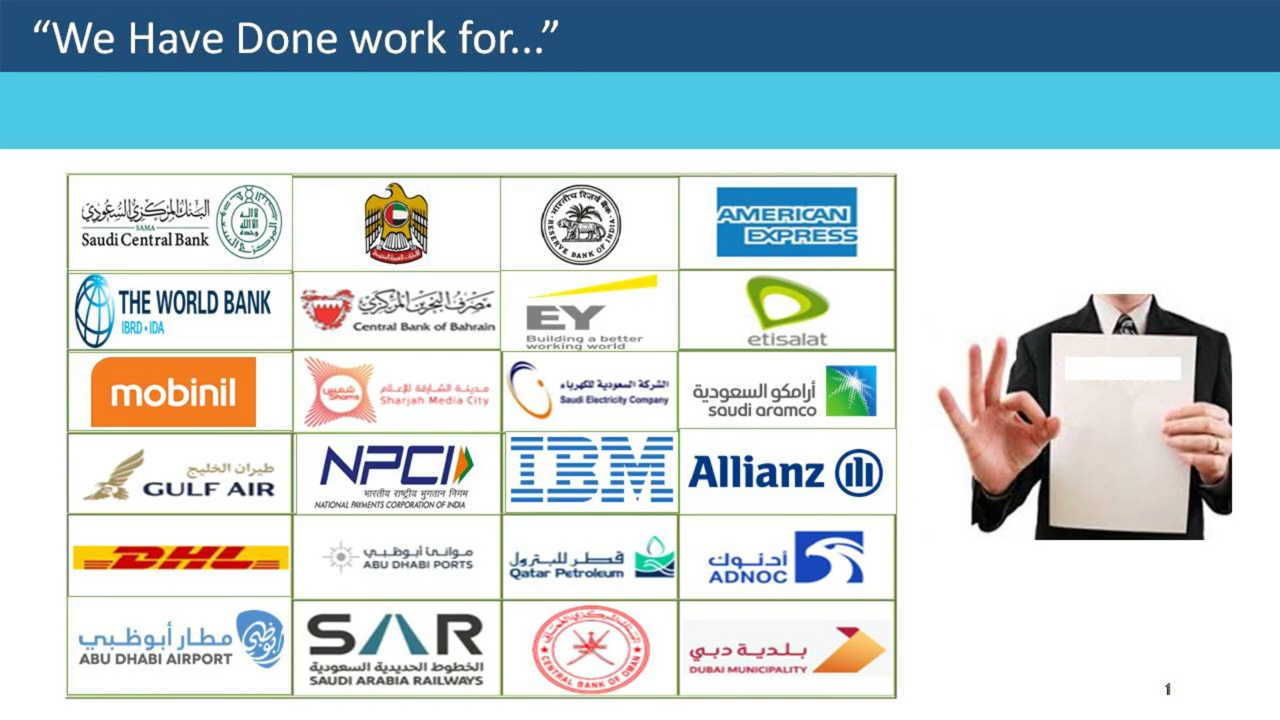 “We Have Done work for...”
البنك المركزي السعودي
SAMA
Saudi Central Bank
भारतीय रिज़र्व बैंक
RESERVE BANK OF INDIA
AMERICAN
EXPRESS
THE WORLD BANK
IBRD • IDA
مصرف البحرين المركزي
Central Bank of Bahrain
EY
Building a better
working world
etisalat
mobinil
شمس
Shams
مدينة الشارقة للإعلام
Sharjah Media City
الشركة السعودية للكهرباء
Saudi Electricity Company
أرامكو السعودية
saudi aramco
طيران الخليج
GULF AIR
NPCI
भारतीय राष्ट्रीय भुगतान निगम
NATIONAL PAYMENTS CORPORATION OF INDIA
IBM
Allianz
DHL
موانئ أبوظبي
ABU DHABI PORTS
قطر للبترول
Qatar Petroleum
أدنوك
ADNOC
مطار أبوظبي
ABU DHABI AIRPORT
SAR
الخطوط الحديدية السعودية
SAUDI ARABIA RAILWAYS
CENTRAL BANK OF OMAN
بلدية دبي
DUBAI MUNICIPALITY
1